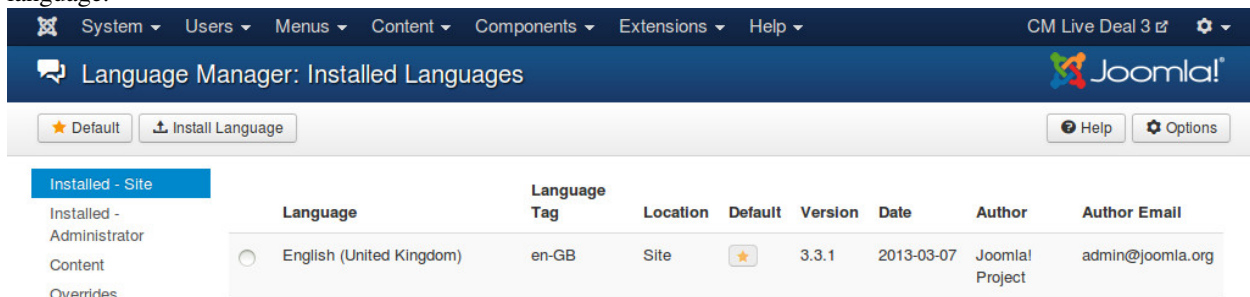 language.
System Users Menus Content Components Extensions Help CM Live Deal 3
Language Manager: Installed Languages Joomla!
Default Install Language Help Options
Installed - Site
Installed - Administrator
Content
Overrides
Language Language Tag Location Default Version Date Author Author Email
English (United Kingdom) en-GB Site 3.3.1 2013-03-07 Joomla! Project admin@joomla.org